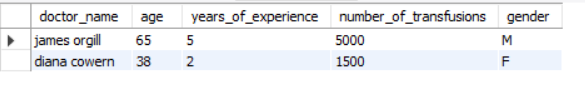 doctor_name age years_of_experience number_of_transfusions gender
james orgill 65 5 5000 M
diana cowern 38 2 1500 F